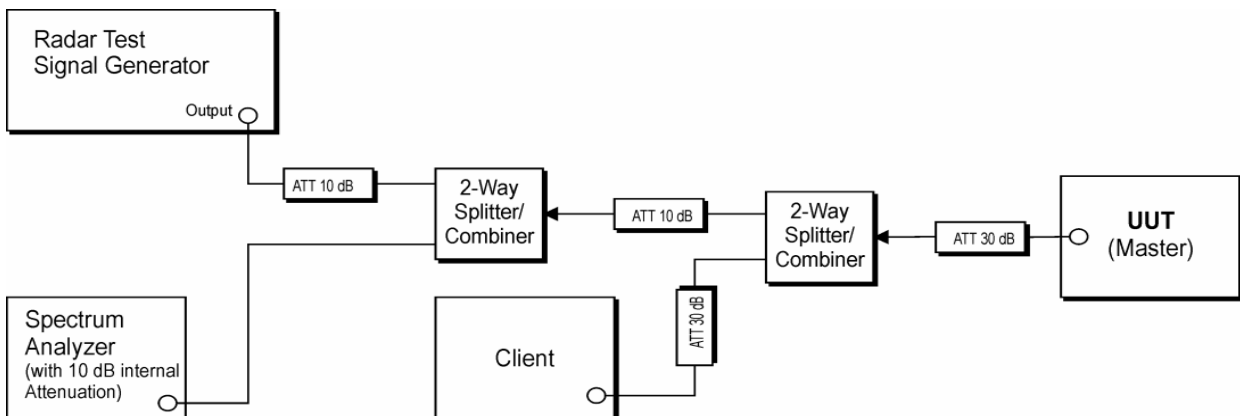 Radar Test
Signal Generator
Output
ATT 10 dB
2-Way
Splitter/
Combiner
ATT 10 dB
2-Way
Splitter/
Combiner
ATT 30 dB
UUT
(Master)
ATT 30 dB
Spectrum
Analyzer
(with 10 dB internal
Attenuation)
Client